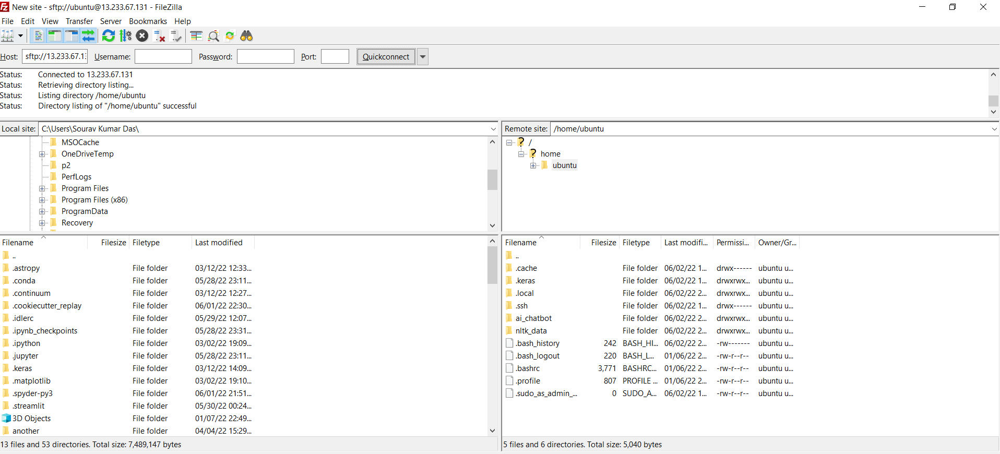 New site - sftp://ubuntu@13.233.67.131 - FileZilla
File Edit View Transfer Server Bookmarks Help
Host: sftp://13.233.67.13 Username: Password: Port: Quickconnect
Status: Connected to 13.233.67.131
Status: Retrieving directory listing...
Status: Listing directory /home/ubuntu
Status: Directory listing of "/home/ubuntu" successful
Local site: C:\Users\Sourav Kumar Das\
MSOCache
OneDriveTemp
p2
PerfLogs
Program Files
Program Files (x86)
ProgramData
Recovery
Remote site: /home/ubuntu
/
home
ubuntu
Filename Filesize Filetype Last modified
..
.astropy File folder 03/12/22 12:33...
.conda File folder 05/28/22 23:11...
.continuum File folder 03/12/22 12:27...
.cookiecutter_replay File folder 06/01/22 22:30...
.idlerc File folder 05/29/22 12:07...
.ipynb_checkpoints File folder 05/28/22 23:31...
.ipython File folder 03/02/22 19:09...
.jupyter File folder 05/28/22 23:11...
.keras File folder 03/12/22 14:09...
.matplotlib File folder 03/02/22 19:10...
.spyder-py3 File folder 06/01/22 21:51...
.streamlit File folder 05/30/22 00:24...
3D Objects File folder 01/07/22 22:49...
another File folder 04/04/22 15:29...
13 files and 53 directories. Total size: 7,489,147 bytes
Filename Filesize Filetype Last modifi... Permissi... Owner/Gr...
..
.cache File folder 06/02/22 1... drwx------ ubuntu u...
.keras File folder 06/02/22 1... drwxrwx... ubuntu u...
.local File folder 06/02/22 2... drwxrwx... ubuntu u...
.ssh File folder 06/02/22 1... drwx------ ubuntu u...
ai_chatbot File folder 06/02/22 2... drwxrwx... ubuntu u...
nltk_data File folder 06/02/22 2... drwxrwx... ubuntu u...
.bash_history 242 BASH_HI... 06/02/22 2... -rw------- ubuntu u...
.bash_logout 220 BASH_L... 01/06/22 2... -rw-r--r-- ubuntu u...
.bashrc 3,771 BASHRC... 01/06/22 2... -rw-r--r-- ubuntu u...
.profile 807 PROFILE ... 01/06/22 2... -rw-r--r-- ubuntu u...
.sudo_as_admin_... 0 SUDO_A... 06/02/22 1... -rw-r--r-- ubuntu u...
5 files and 6 directories. Total size: 5,040 bytes